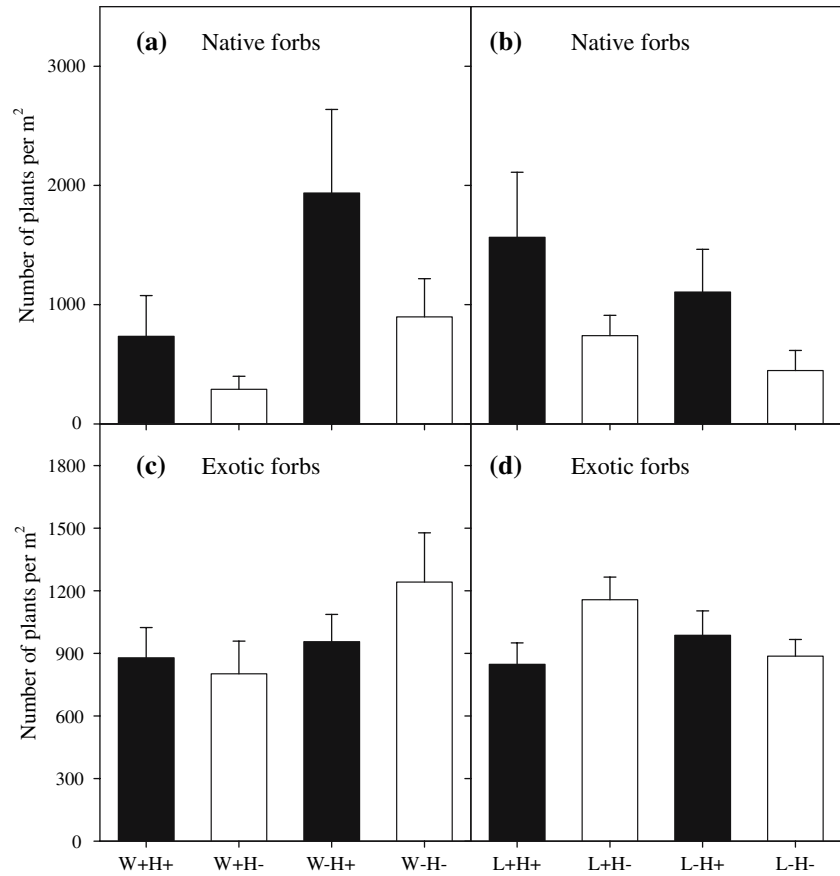 (a) Native forbs
(b) Native forbs
Number of plants per m²
3000
2000
1000
0
(c) Exotic forbs
(d) Exotic forbs
Number of plants per m²
1800
1500
1200
900
600
300
0
W+H+ W+H- W-H+ W-H- L+H+ L+H- L-H+ L-H-